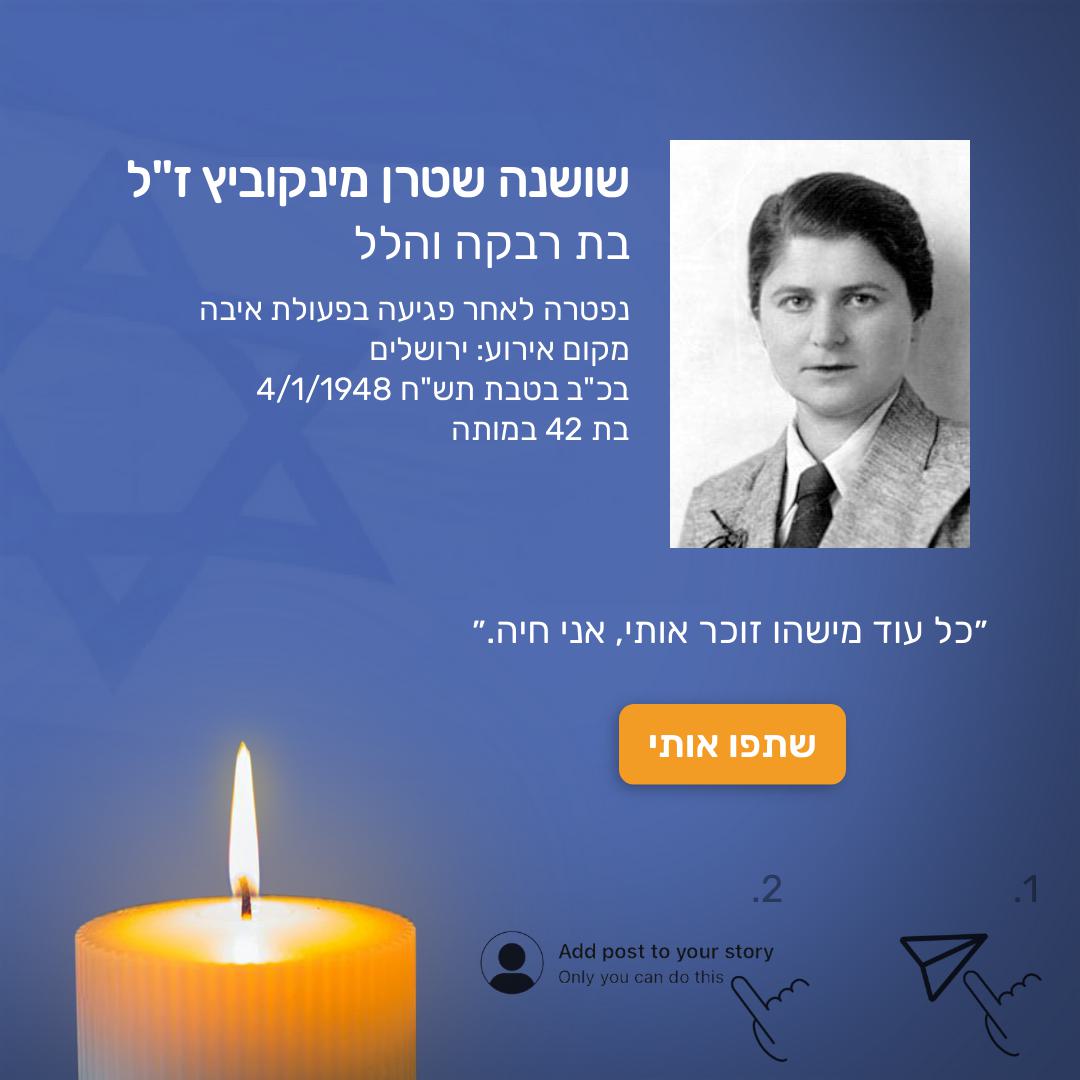 שושנה שטרן מינקוביץ ז"ל
בת רבקה והלל
נפטרה לאחר פגיעה בפעולת איבה
מקום אירוע: ירושלים
בכ"ב בטבת תש"ח 4/1/1948
בת 42 במותה
״כל עוד מישהו זוכר אותי, אני חיה.״
שתפו אותי
1.
2.
Add post to your story
Only you can do this